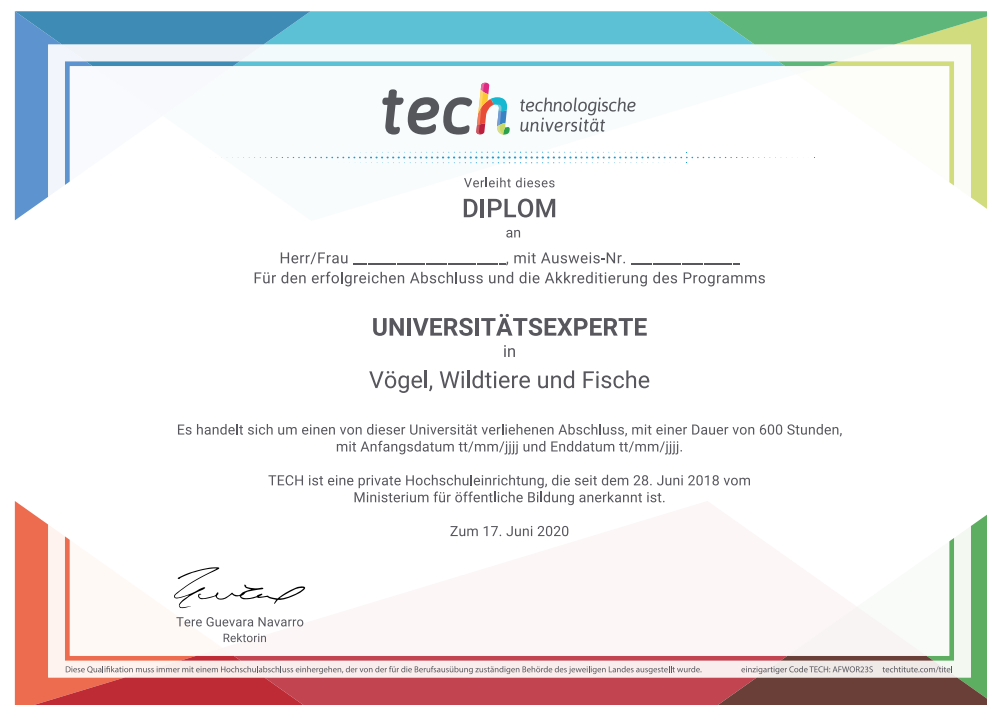 tech technologische
universität
Verleiht dieses
DIPLOM
an
Herr/Frau ____________________, mit Ausweis-Nr. ______________
Für den erfolgreichen Abschluss und die Akkreditierung des Programms
UNIVERSITÄTSEXPERTE
in
Vögel, Wildtiere und Fische
Es handelt sich um einen von dieser Universität verliehenen Abschluss, mit einer Dauer von 600 Stunden,
mit Anfangsdatum tt/mm/jjjj und Enddatum tt/mm/jjjj.
TECH ist eine private Hochschuleinrichtung, die seit dem 28. Juni 2018 vom
Ministerium für öffentliche Bildung anerkannt ist.
Zum 17. Juni 2020
Tere Guevara Navarro
Rektorin
Diese Qualifikation muss immer mit einem Hochschulabschluss einhergehen, der von der für die Berufsausübung zuständigen Behörde des jeweiligen Landes ausgestellt wurde. einzigartiger Code TECH: AFWOR23S techtitute.com/titel